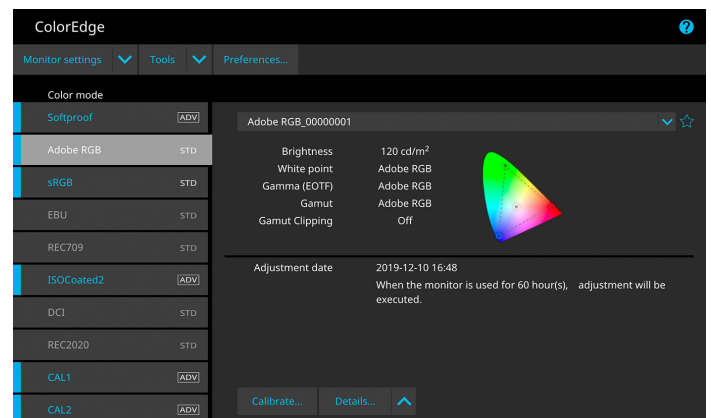 ColorEdge
?
Monitor settings Tools Preferences...
Color mode
Softproof ADV
Adobe RGB STD
sRGB STD
EBU STD
REC709 STD
ISOCoated2 ADV
DCI STD
REC2020 STD
CAL1 ADV
CAL2 ADV
Adobe RGB_00000001
Brightness 120 cd/m²
White point Adobe RGB
Gamma (EOTF) Adobe RGB
Gamut Adobe RGB
Gamut Clipping Off
Adjustment date 2019-12-10 16:48
When the monitor is used for 60 hour(s), adjustment will be
executed.
Calibrate... Details...